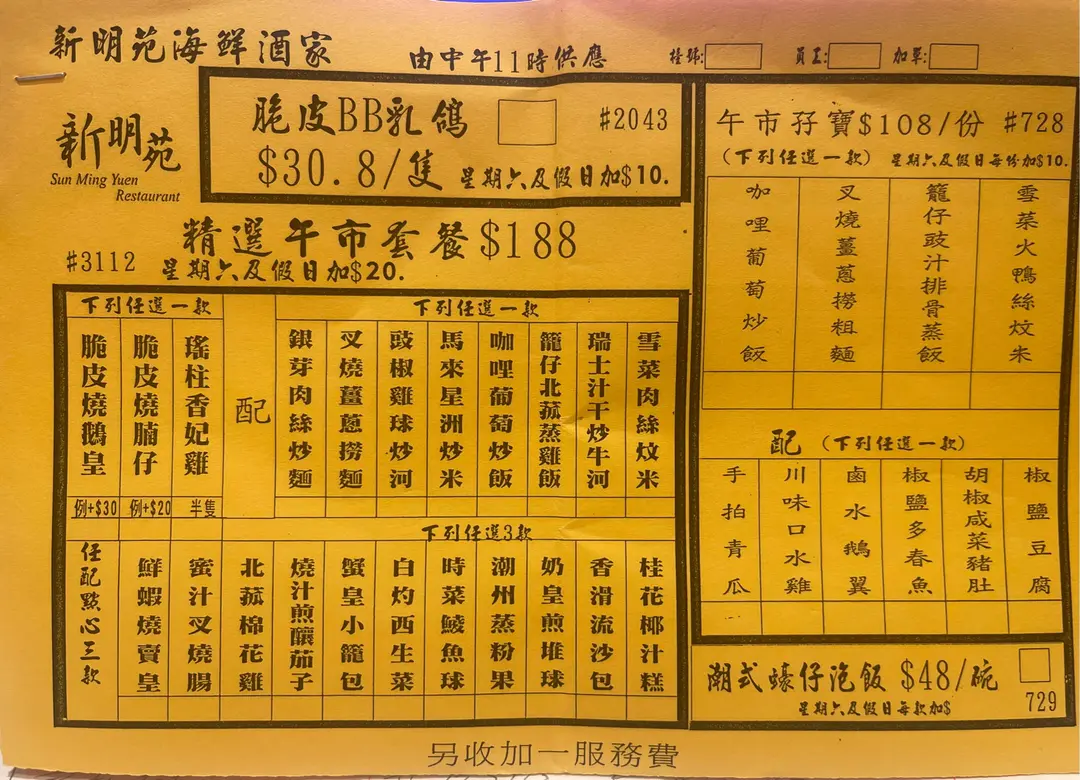 新明苑海鮮酒家
由中午11時供應
枱號:
員工:
加單:
新明苑
Sun Ming Yuen
Restaurant
脆皮BB乳鴿
#2043
$30.8/隻
星期六及假日加$10.
精選午市套餐$188
#3112
星期六及假日加$20.
下列任選一款
脆皮燒鵝皇
脆皮燒腩仔
瑤柱香妃雞
例+$30
例+$20
半隻
配
下列任選一款
銀芽肉絲炒麵
叉燒薑蔥撈麵
豉椒雞球炒河
馬來星洲炒米
咖哩葡萄炒飯
籠仔北菰蒸雞飯
瑞士汁干炒牛河
雪菜肉絲炆米
下列任選3款
任配點心三款
鮮蝦燒賣皇
蜜汁叉燒腸
北菰棉花雞
燒汁煎釀茄子
蟹皇小籠包
白灼西生菜
時菜鯪魚球
潮州蒸粉果
奶皇煎堆球
香滑流沙包
桂花椰汁糕
午市孖寶$108/份
#728
(下列任選一款)
星期六及假日每份加$10.
咖哩葡萄炒飯
叉燒薑蔥撈粗麵
籠仔豉汁排骨蒸飯
雪菜火鴨絲炆朱
配
(下列任選一款)
手拍青瓜
川味口水雞
鹵水鵝翼
椒鹽多春魚
胡椒咸菜豬肚
椒鹽豆腐
潮式蠔仔泡飯 $48/碗
星期六及假日每款加$
729
另收加一服務費